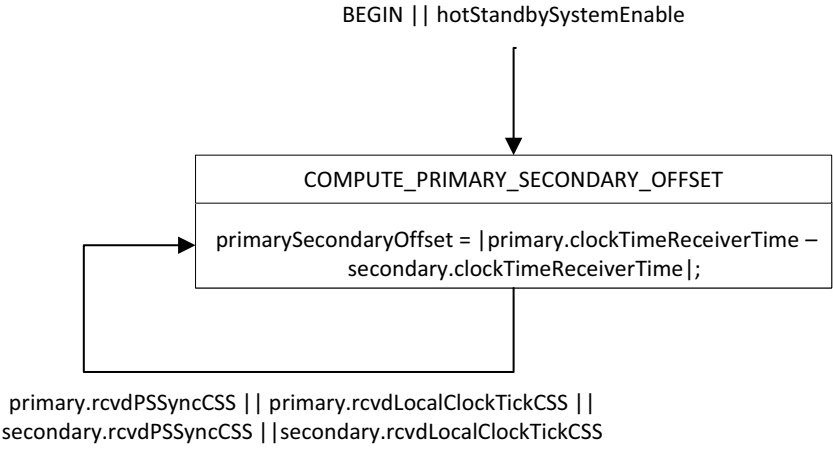 BEGIN || hotStandbySystemEnable
COMPUTE_PRIMARY_SECONDARY_OFFSET
primarySecondaryOffset = |primary.clockTimeReceiverTime –
secondary.clockTimeReceiverTime|;
primary.rcvdPSSyncCSS || primary.rcvdLocalClockTickCSS ||
secondary.rcvdPSSyncCSS ||secondary.rcvdLocalClockTickCSS